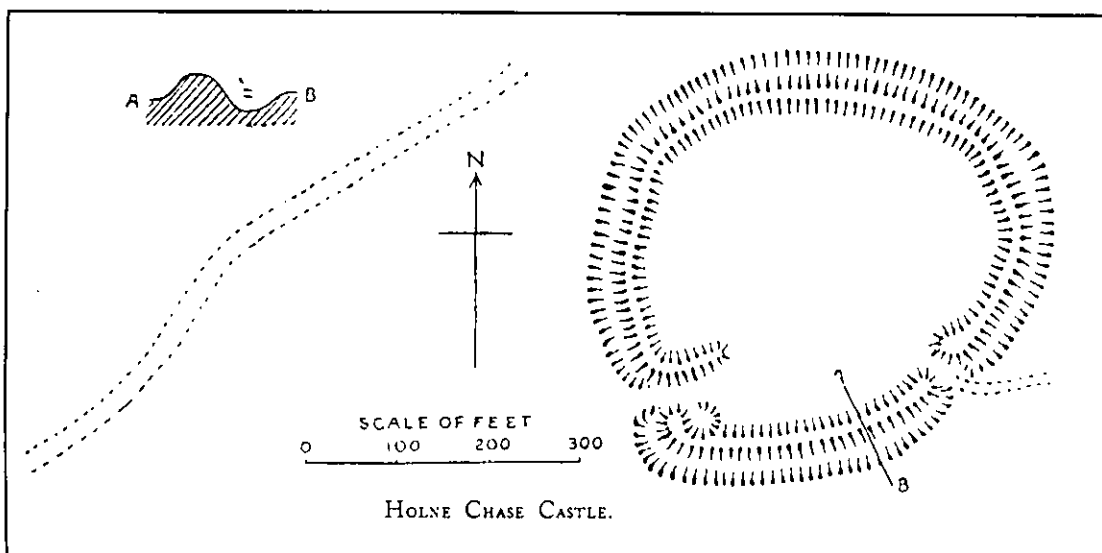 A B
N
SCALE OF FEET
0 100 200 300
B
HOLNE CHASE CASTLE.